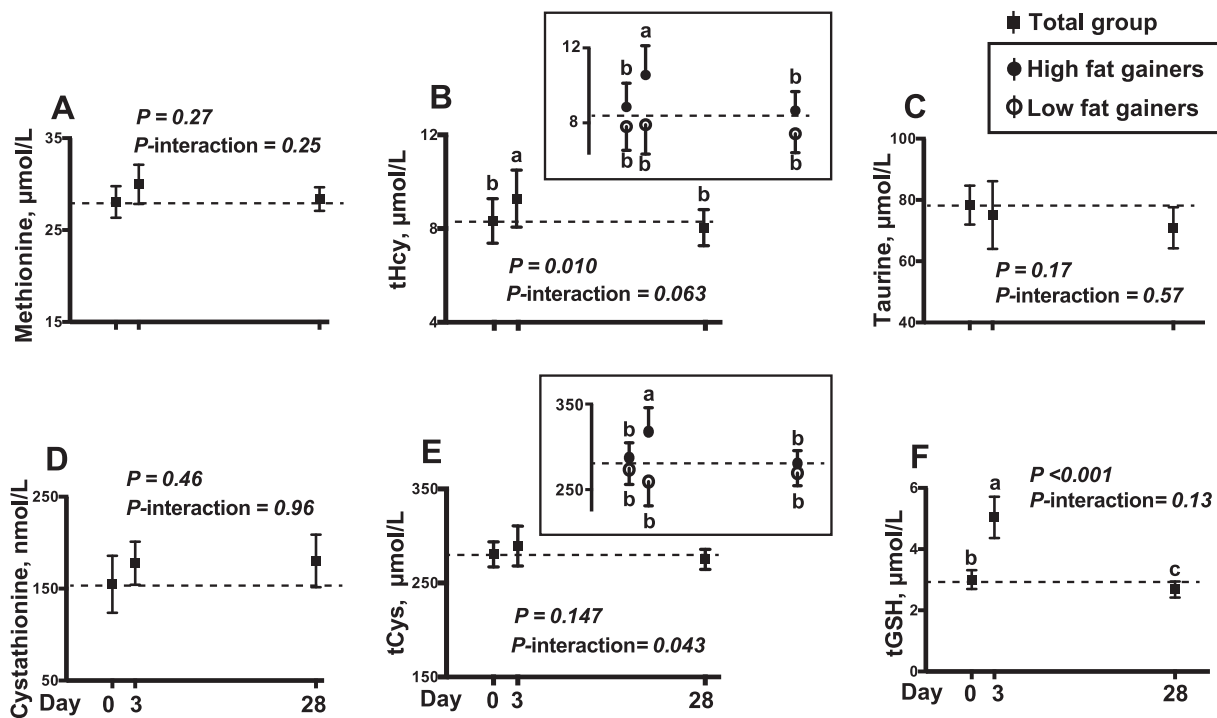 Total group
High fat gainers
Low fat gainers
A
P = 0.27
P-interaction = 0.25
Methionine, µmol/L
35
25
15
B
P = 0.010
P-interaction = 0.063
tHcy, µmol/L
12
8
4
b
a
b
12
8
b
a
b
b
b
b
C
P = 0.17
P-interaction = 0.57
Taurine, µmol/L
100
80
60
40
D
P = 0.46
P-interaction = 0.96
Cystathionine, nmol/L
250
150
50
Day
0
3
28
E
P = 0.147
P-interaction= 0.043
tCys, µmol/L
350
250
150
350
250
b
a
b
b
b
b
Day
0
3
28
F
P <0.001
P-interaction= 0.13
tGSH, µmol/L
6
4
2
0
b
a
c
Day
0
3
28